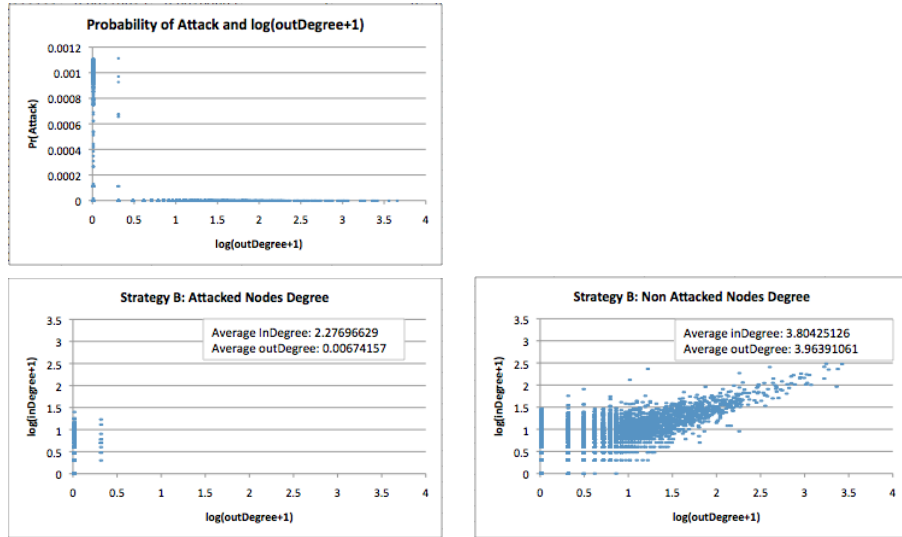 Probability of Attack and log(outDegree+1)
0.0012
0.001
0.0008
0.0006
0.0004
0.0002
0
Pr(Attack)
0 0.5 1 1.5 2 2.5 3 3.5 4
log(outDegree+1)
Strategy B: Attacked Nodes Degree
Average InDegree: 2.27696629
Average outDegree: 0.00674157
3.5
3
2.5
2
1.5
1
0.5
0
log(inDegree+1)
0 0.5 1 1.5 2 2.5 3 3.5 4
log(outDegree+1)
Strategy B: Non Attacked Nodes Degree
Average inDegree: 3.80425126
Average outDegree: 3.96391061
3.5
3
2.5
2
1.5
1
0.5
0
log(inDegree+1)
0 0.5 1 1.5 2 2.5 3 3.5 4
log(outDegree+1)